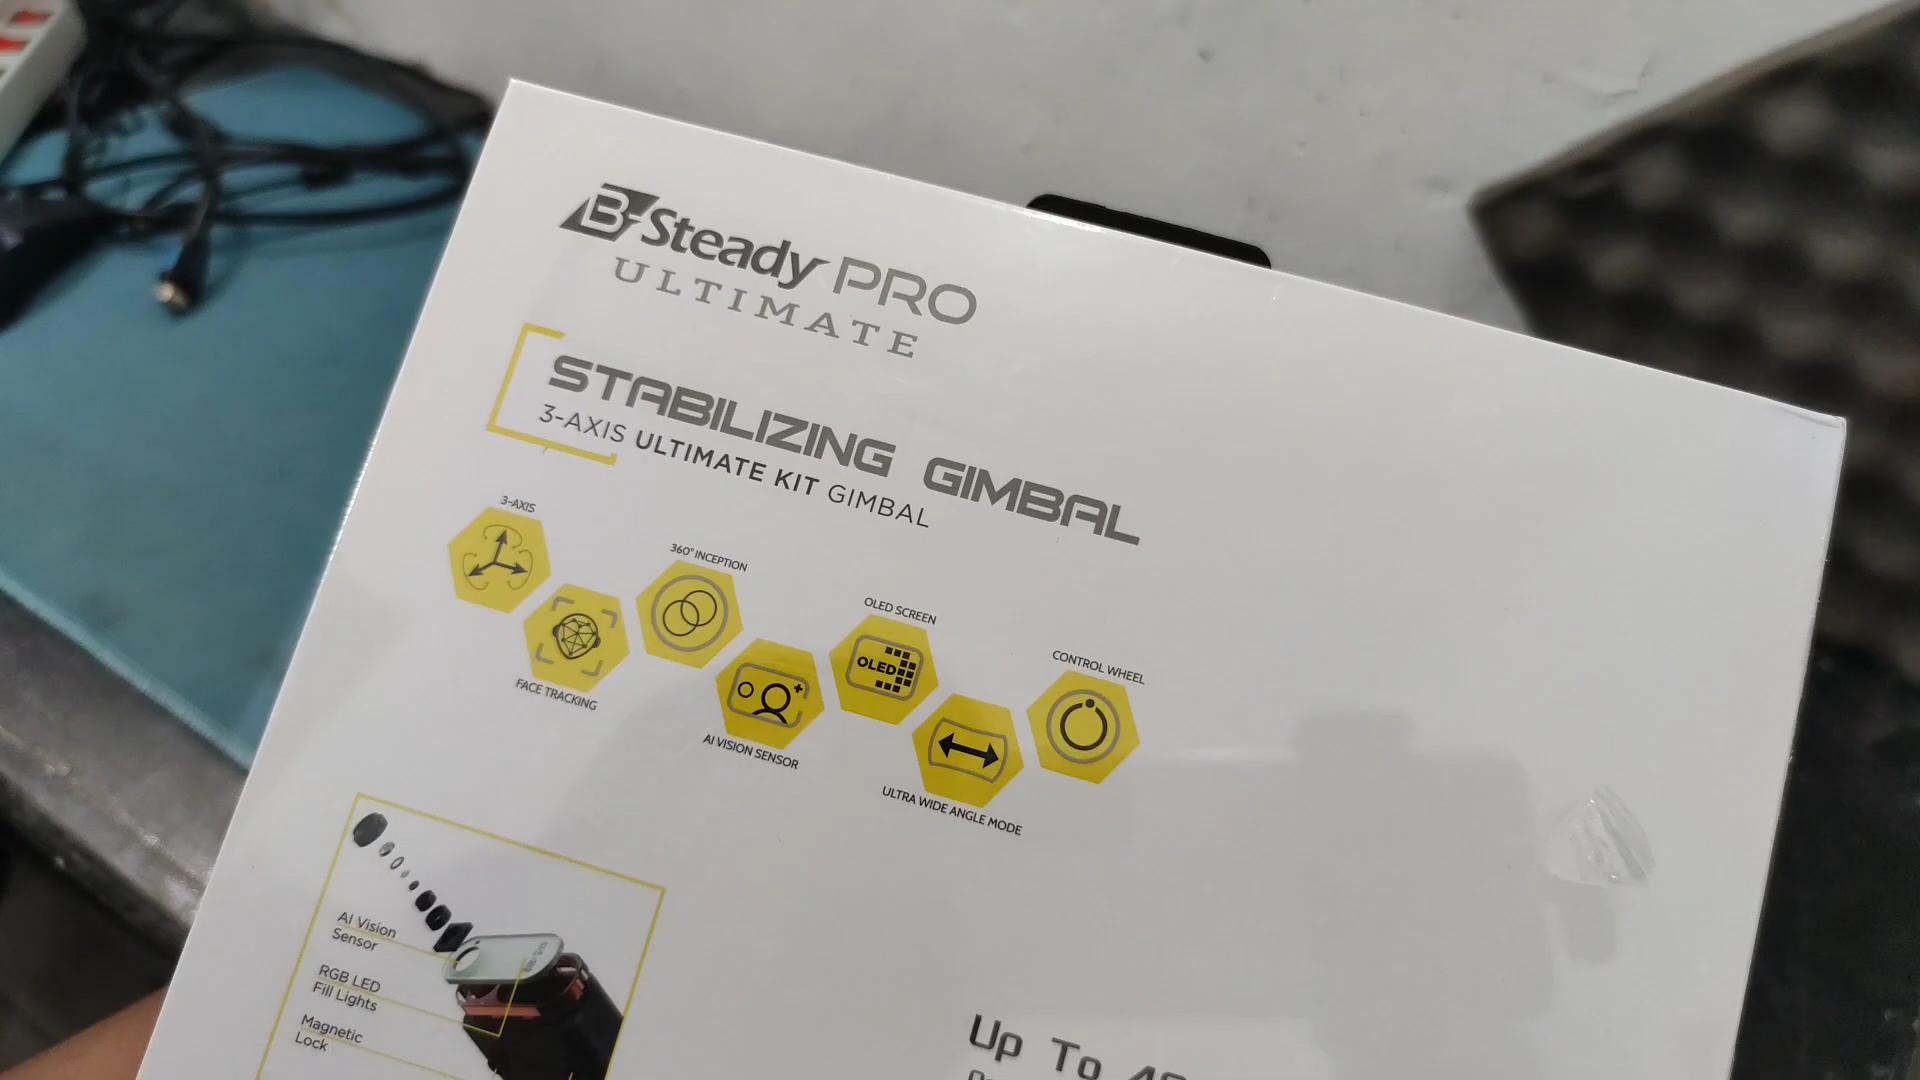 B-Steady PRO
ULTIMATE
STABILIZING GIMBAL
3-AXIS ULTIMATE KIT GIMBAL
3-AXIS
360° INCEPTION
OLED SCREEN
CONTROL WHEEL
OLED
FACE TRACKING
AI VISION SENSOR
ULTRA WIDE ANGLE MODE
AI Vision
Sensor
RGB LED
Fill Lights
Magnetic
Lock
Up To